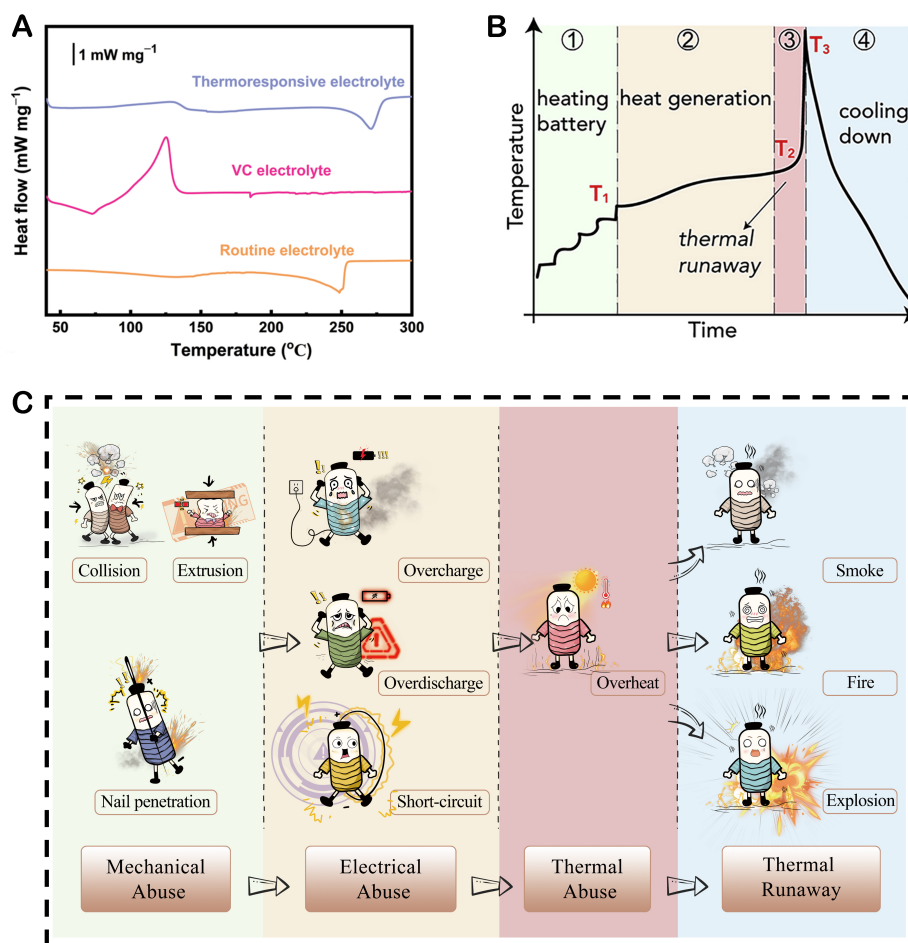 A
1 mW mg⁻¹
Thermoresponsive electrolyte
VC electrolyte
Routine electrolyte
Heat flow (mW mg⁻¹)
50 100 150 200 250 300
Temperature (°C)
B
① ② ③ ④
T₃
heating
battery
heat generation
cooling
down
T₂
T₁
thermal
runaway
Temperature
Time
C
Collision
Extrusion
Overcharge
Smoke
Overdischarge
Overheat
Fire
Nail penetration
Short-circuit
Explosion
Mechanical
Abuse
Electrical
Abuse
Thermal
Abuse
Thermal
Runaway